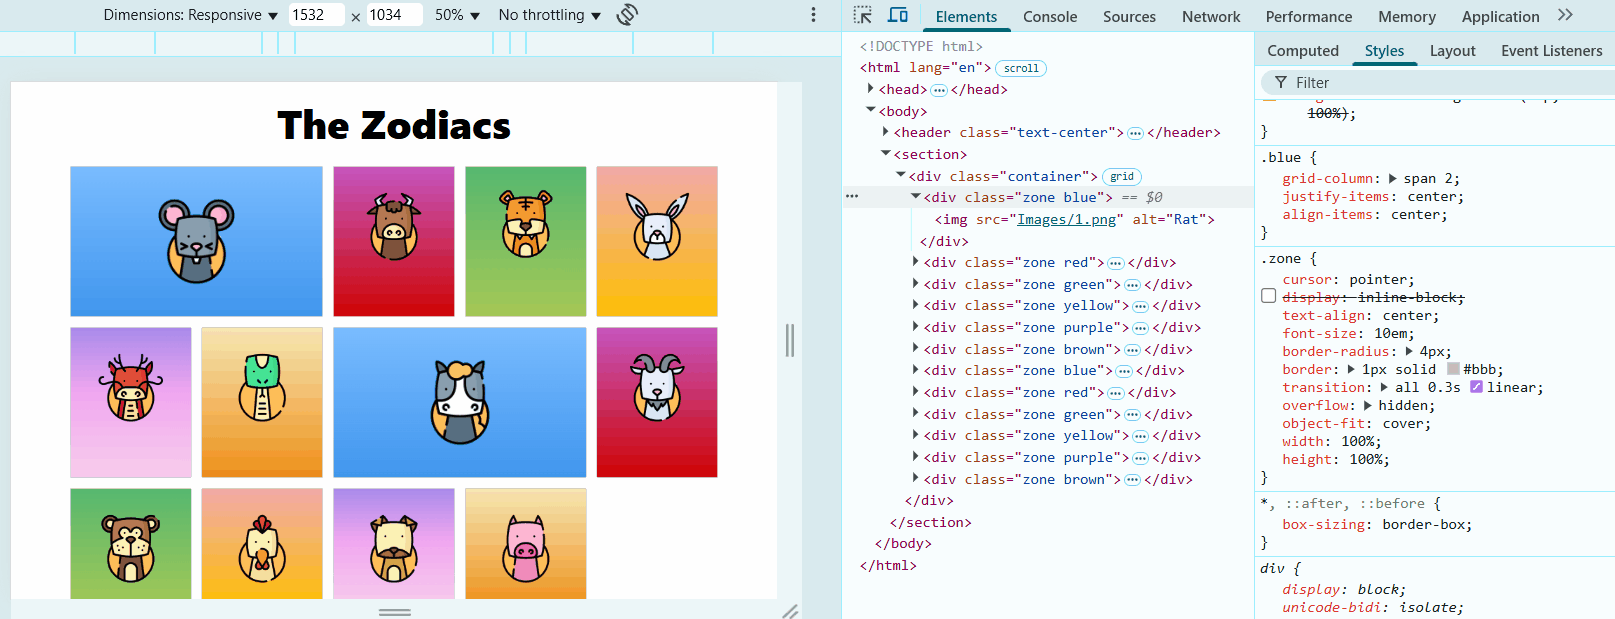 Dimensions: Responsive ▼ 1532 × 1034 50% ▼ No throttling ▼
Elements Console Sources Network Performance Memory Application
Computed Styles Layout Event Listeners
Filter
The Zodiacs
<!DOCTYPE html>
<html lang="en"> scroll
<head> ••• </head>
<body>
<header class="text-center"> ••• </header>
<section>
<div class="container"> grid
••• <div class="zone blue"> == $0
<img src="Images/1.png" alt="Rat">
</div>
<div class="zone red"> ••• </div>
<div class="zone green"> ••• </div>
<div class="zone yellow"> ••• </div>
<div class="zone purple"> ••• </div>
<div class="zone brown"> ••• </div>
<div class="zone blue"> ••• </div>
<div class="zone red"> ••• </div>
<div class="zone green"> ••• </div>
<div class="zone yellow"> ••• </div>
<div class="zone purple"> ••• </div>
<div class="zone brown"> ••• </div>
</div>
</section>
</body>
</html>
100%);
}
.blue {
grid-column: span 2;
justify-items: center;
align-items: center;
}
.zone {
cursor: pointer;
display: inline-block;
text-align: center;
font-size: 10em;
border-radius: 4px;
border: 1px solid #bbb;
transition: all 0.3s linear;
overflow: hidden;
object-fit: cover;
width: 100%;
height: 100%;
}
*, ::after, ::before {
box-sizing: border-box;
}
div {
display: block;
unicode-bidi: isolate;